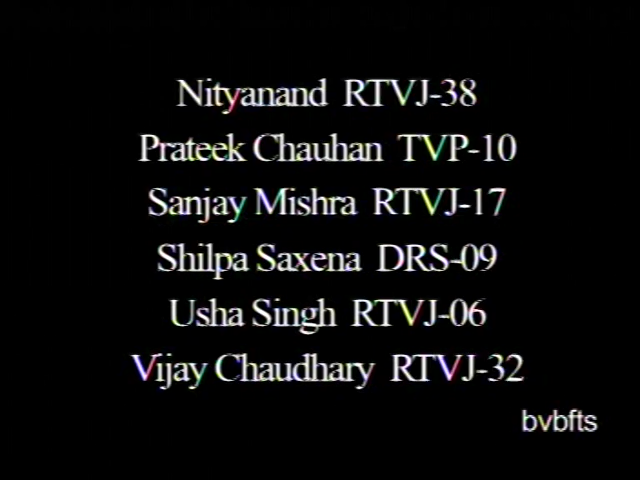 Nityanand RTVJ-38
Prateek Chauhan TVP-10
Sanjay Mishra RTVJ-17
Shilpa Saxena DRS-09
Usha Singh RTVJ-06
Vijay Chaudhary RTVJ-32
bvbfts